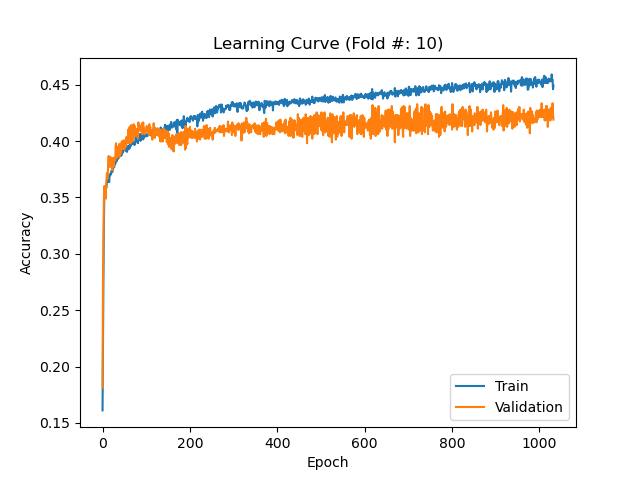 Learning Curve (Fold #: 10)
Accuracy
0.45
0.40
0.35
0.30
0.25
0.20
0.15
0 200 400 600 800 1000
Epoch
Train
Validation